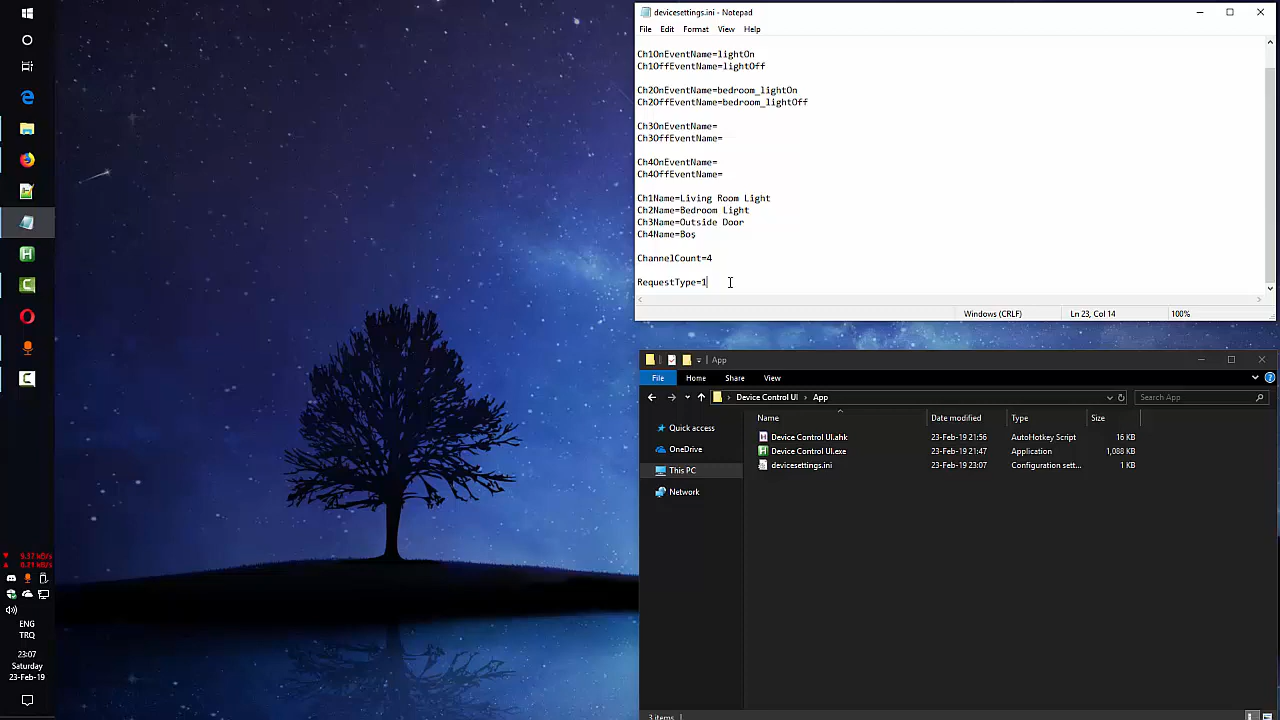 devicesettings.ini - Notepad
File Edit Format View Help
Ch1OnEventName=lightOn
Ch1OffEventName=lightOff
Ch2OnEventName=bedroom_lightOn
Ch2OffEventName=bedroom_lightOff
Ch3OnEventName=
Ch3OffEventName=
Ch4OnEventName=
Ch4OffEventName=
Ch1Name=Living Room Light
Ch2Name=Bedroom Light
Ch3Name=Outside Door
Ch4Name=Boş
ChannelCount=4
RequestType=1
Windows (CRLF) Ln 23, Col 14 100%
App
File Home Share View
Device Control UI › App Search App
Name Date modified Type Size
Quick access
OneDrive
This PC
Network
Device Control UI.ahk 23-Feb-19 21:56 AutoHotkey Script 16 KB
Device Control UI.exe 23-Feb-19 21:47 Application 1,088 KB
devicesettings.ini 23-Feb-19 23:07 Configuration sett... 1 KB
3 items
ENG
TRQ
23:07
Saturday
23-Feb-19